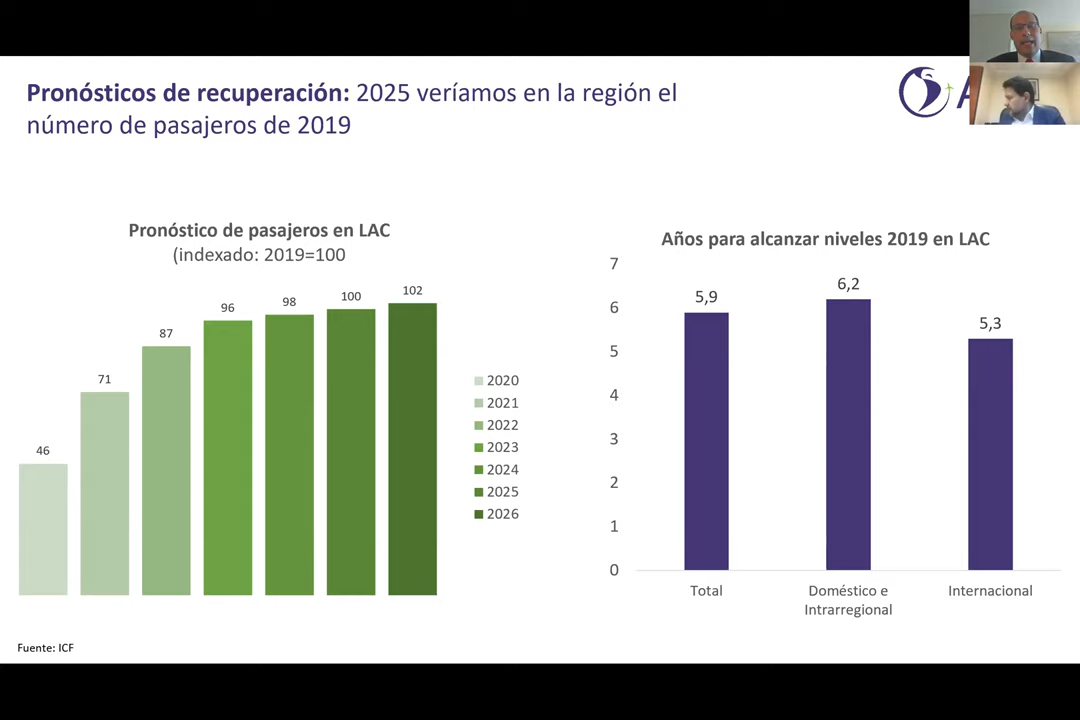 Pronósticos de recuperación: 2025 veríamos en la región el
número de pasajeros de 2019
A
Pronóstico de pasajeros en LAC
(indexado: 2019=100
46
71
87
96
98
100
102
2020
2021
2022
2023
2024
2025
2026
Años para alcanzar niveles 2019 en LAC
7
6
5
4
3
2
1
0
5,9
6,2
5,3
Total
Doméstico e
Intrarregional
Internacional
Fuente: ICF